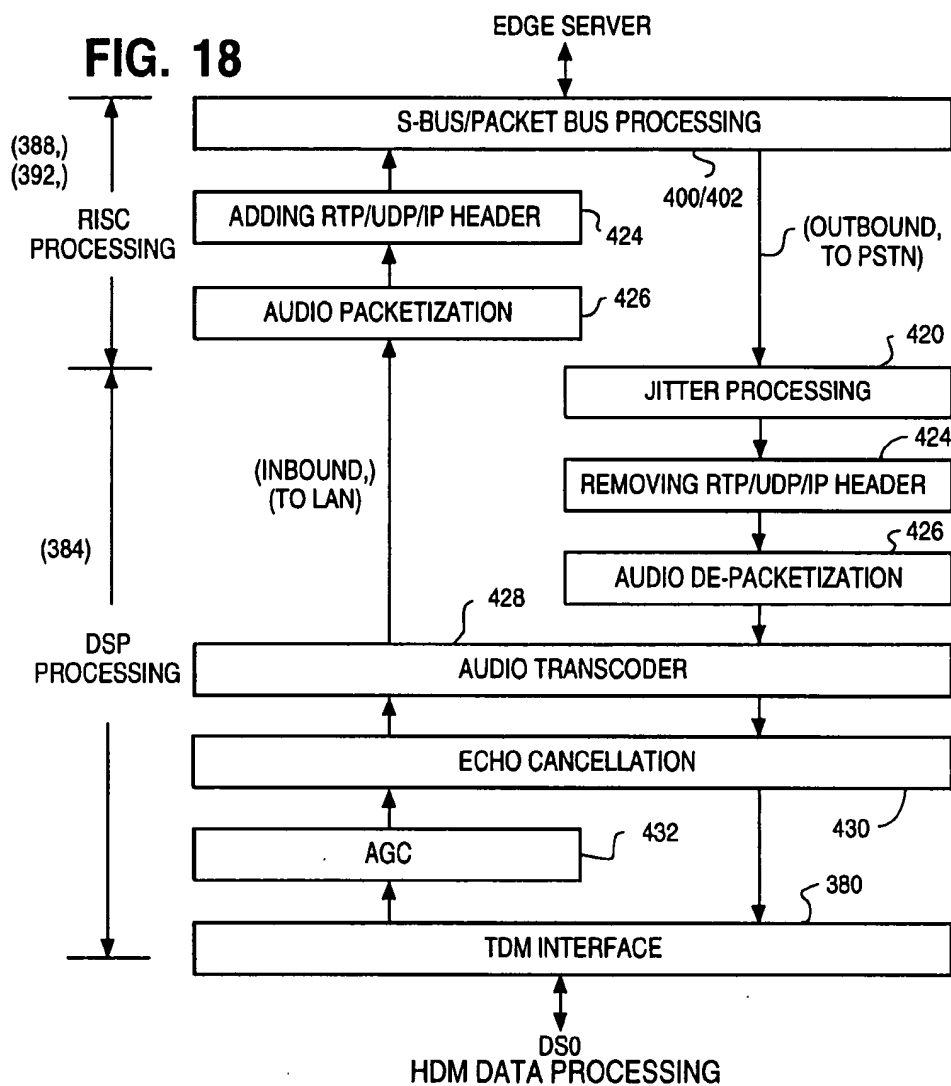 EDGE SERVER
FIG. 18
S-BUS/PACKET BUS PROCESSING
(388,)
(392,)
400/402
RISC
PROCESSING
ADDING RTP/UDP/IP HEADER
424
(OUTBOUND,
TO PSTN)
AUDIO PACKETIZATION
426
420
JITTER PROCESSING
424
(INBOUND,)
(TO LAN)
REMOVING RTP/UDP/IP HEADER
426
(384)
AUDIO DE-PACKETIZATION
428
DSP
PROCESSING
AUDIO TRANSCODER
ECHO CANCELLATION
430
AGC
432
380
TDM INTERFACE
DS0
HDM DATA PROCESSING